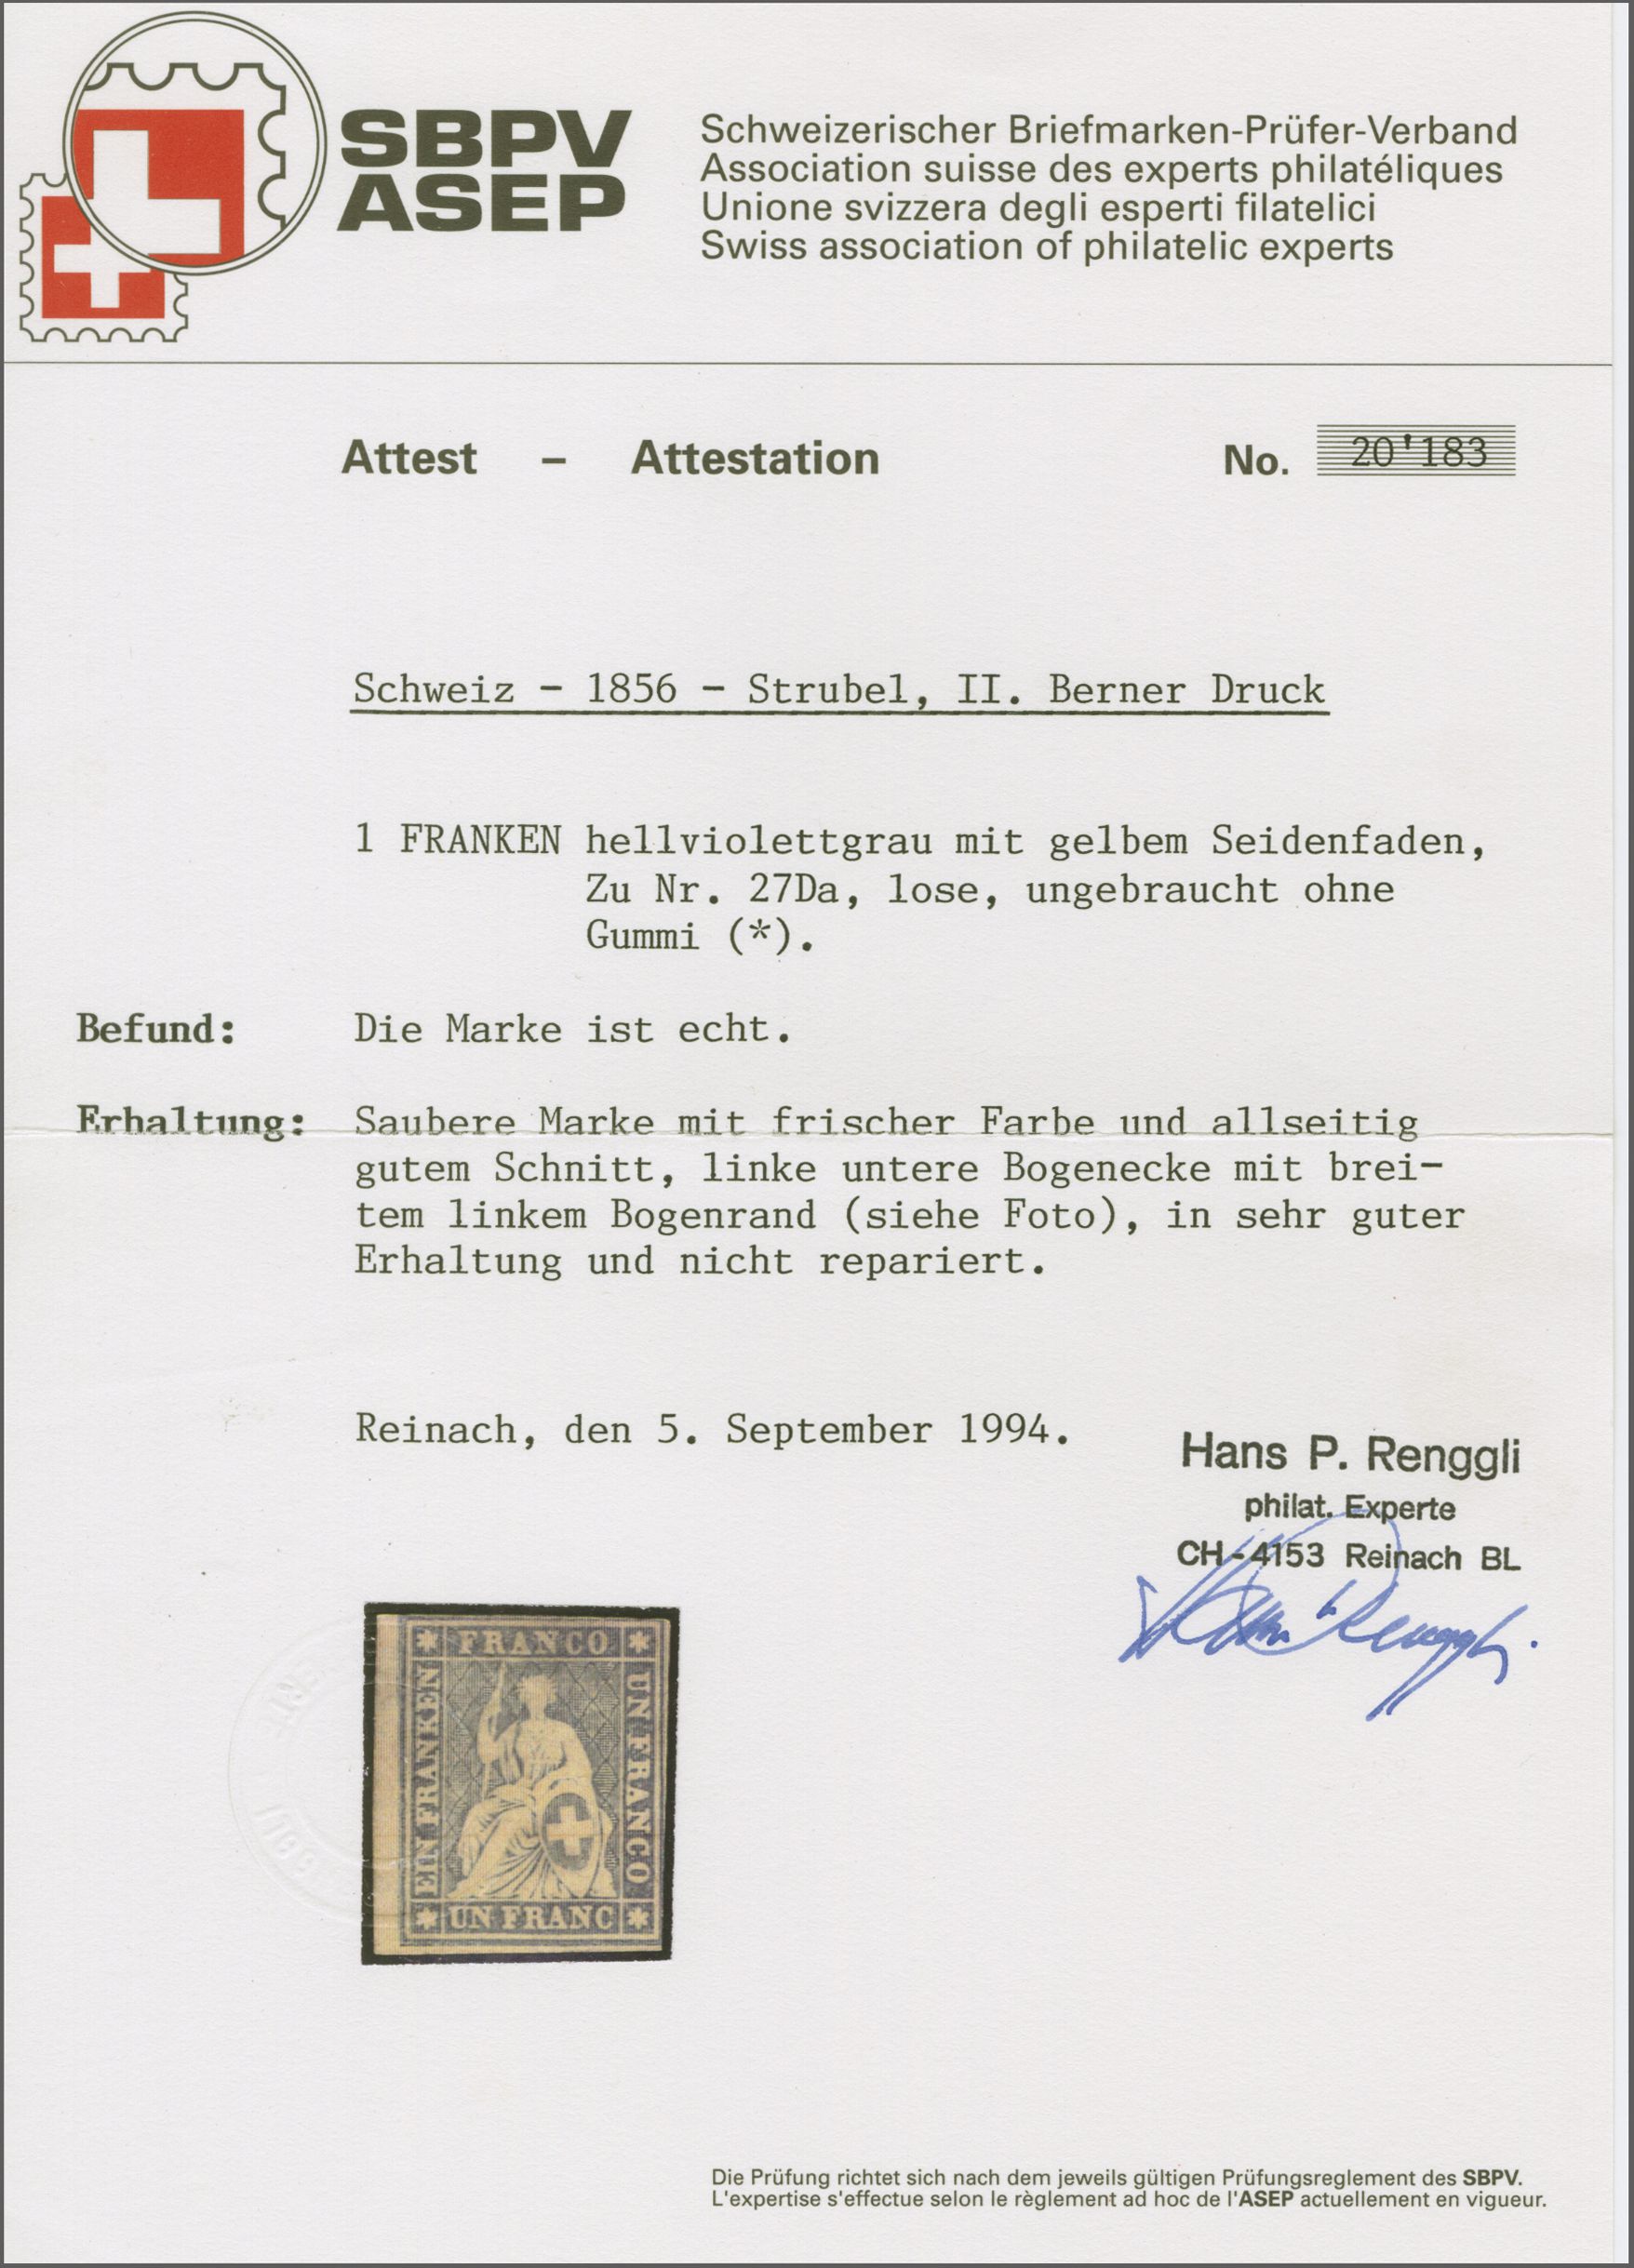 SBPV
ASEP
Schweizerischer Briefmarken-Prüfer-Verband
Association suisse des experts philatéliques
Unione svizzera degli esperti filatelici
Swiss association of philatelic experts
Attest – Attestation No. 20'183
Schweiz - 1856 - Strubel, II. Berner Druck
1 FRANKEN hellviolettgrau mit gelbem Seidenfaden,
Zu Nr. 27Da, lose, ungebraucht ohne
Gummi (*).
Befund: Die Marke ist echt.
Erhaltung: Saubere Marke mit frischer Farbe und allseitig
gutem Schnitt, linke untere Bogenecke mit brei-
tem linkem Bogenrand (siehe Foto), in sehr guter
Erhaltung und nicht repariert.
Reinach, den 5. September 1994.
Hans P. Renggli
philat. Experte
CH-4153 Reinach BL
Hans Renggli.
FRANCO
EIN FRANKEN
UN FRANCO
UN FRANC
Die Prüfung richtet sich nach dem jeweils gültigen Prüfungsreglement des SBPV.
L'expertise s'effectue selon le règlement ad hoc de l'ASEP actuellement en vigueur.